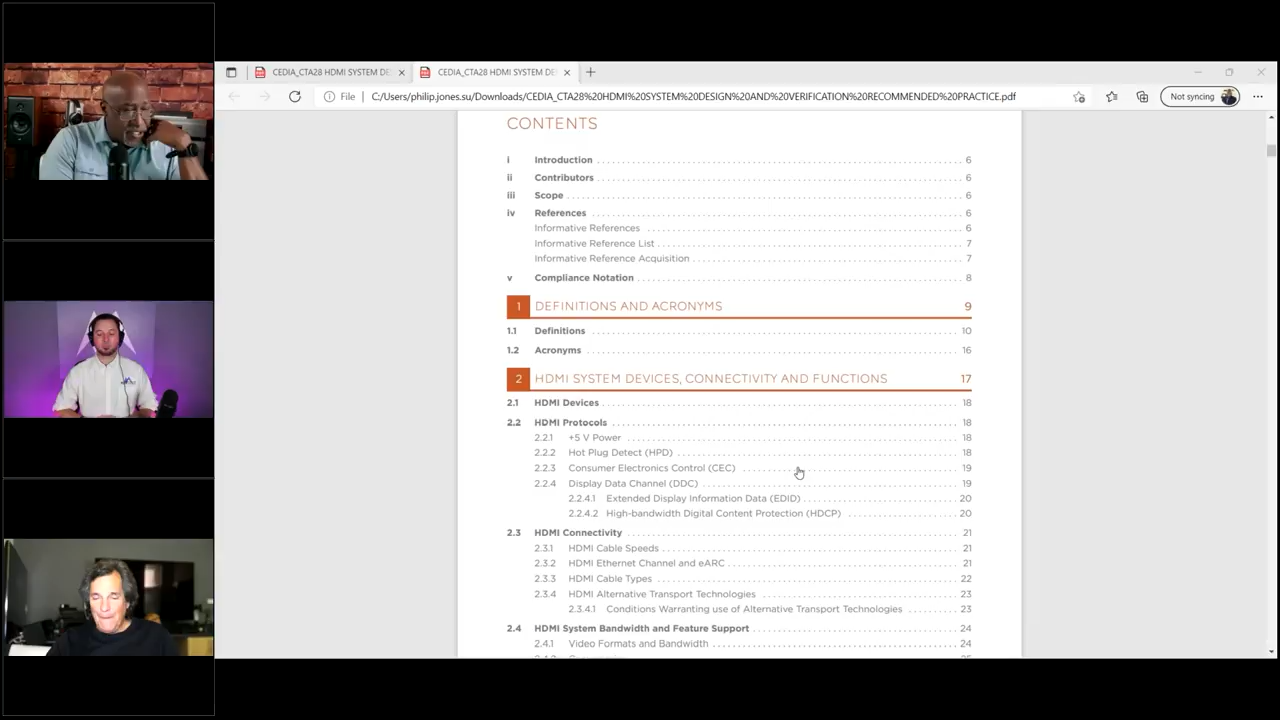 CEDIA_CTA28 HDMI SYSTEM DE
CEDIA_CTA28 HDMI SYSTEM DE
File
C:/Users/philip.jones.su/Downloads/CEDIA_CTA28%20HDMI%20SYSTEM%20DESIGN%20AND%20VERIFICATION%20RECOMMENDED%20PRACTICE.pdf
Not syncing
CONTENTS
i Introduction 6
ii Contributors 6
iii Scope 6
iv References 6
Informative References 6
Informative Reference List 7
Informative Reference Acquisition 7
v Compliance Notation 8
1 DEFINITIONS AND ACRONYMS 9
1.1 Definitions 10
1.2 Acronyms 16
2 HDMI SYSTEM DEVICES, CONNECTIVITY AND FUNCTIONS 17
2.1 HDMI Devices 18
2.2 HDMI Protocols 18
2.2.1 +5 V Power 18
2.2.2 Hot Plug Detect (HPD) 18
2.2.3 Consumer Electronics Control (CEC) 19
2.2.4 Display Data Channel (DDC) 19
2.2.4.1 Extended Display Information Data (EDID) 20
2.2.4.2 High-bandwidth Digital Content Protection (HDCP) 20
2.3 HDMI Connectivity 21
2.3.1 HDMI Cable Speeds 21
2.3.2 HDMI Ethernet Channel and eARC 21
2.3.3 HDMI Cable Types 22
2.3.4 HDMI Alternative Transport Technologies 23
2.3.4.1 Conditions Warranting use of Alternative Transport Technologies 23
2.4 HDMI System Bandwidth and Feature Support 24
2.4.1 Video Formats and Bandwidth 24